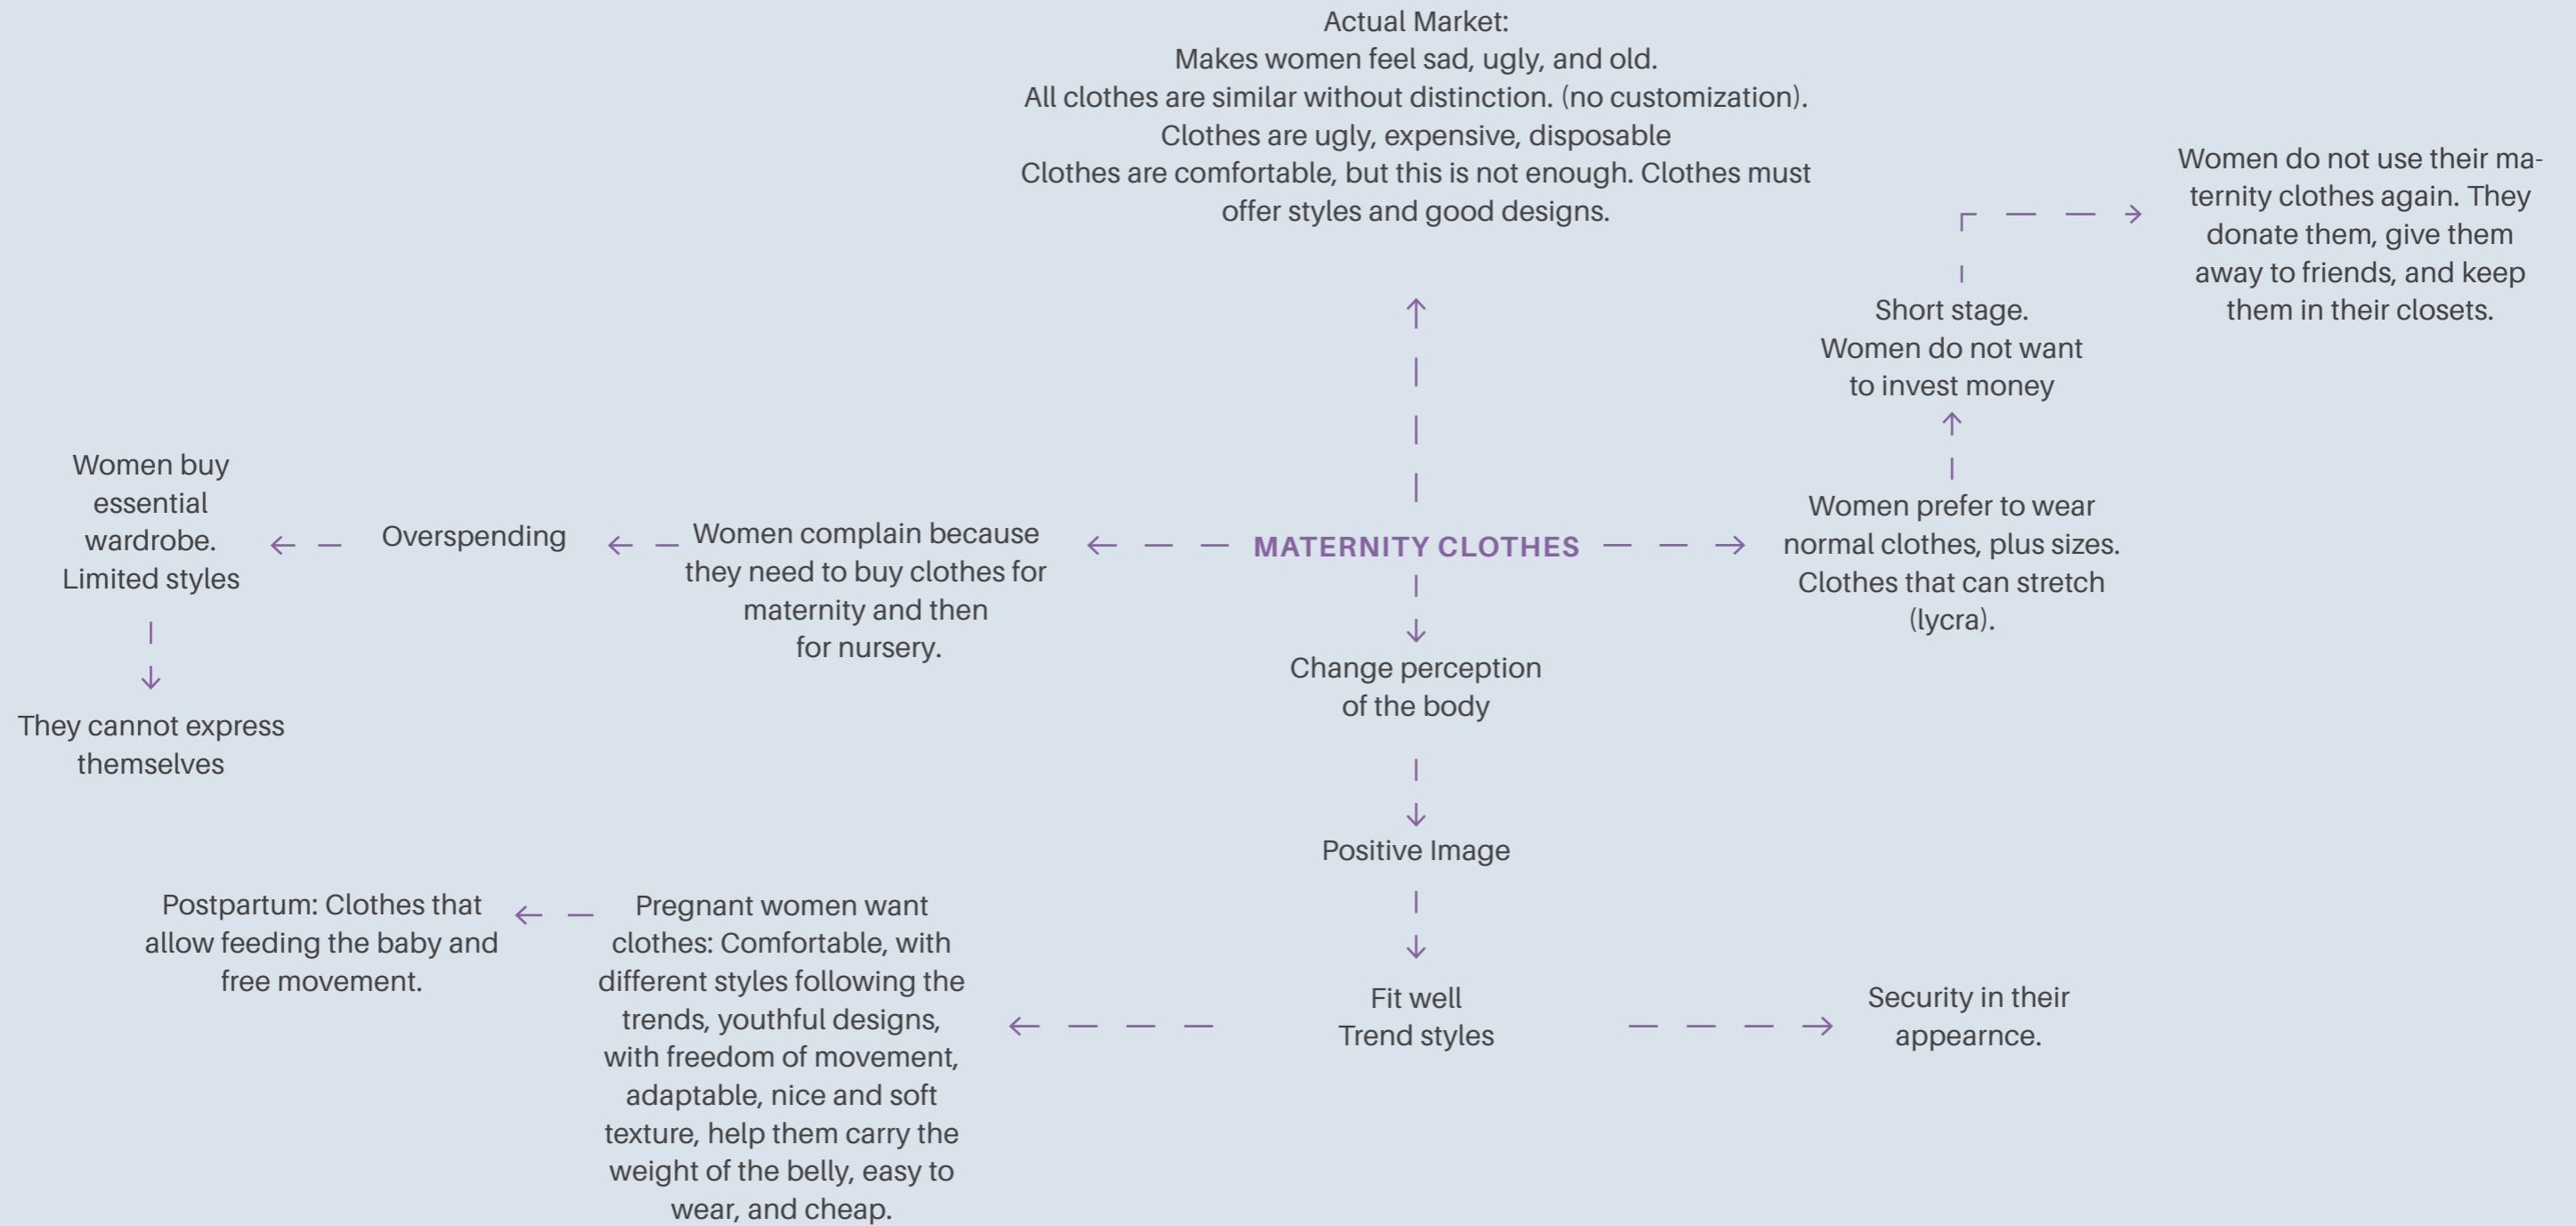 Actual Market:
Makes women feel sad, ugly, and old.
All clothes are similar without distinction. (no customization).
Clothes are ugly, expensive, disposable
Clothes are comfortable, but this is not enough. Clothes must
offer styles and good designs.
Women do not use their ma-
ternity clothes again. They
donate them, give them
away to friends, and keep
them in their closets.
Short stage.
Women do not want
to invest money
Women buy
essential
wardrobe.
Limited styles
Overspending
Women complain because
they need to buy clothes for
maternity and then
for nursery.
MATERNITY CLOTHES
Women prefer to wear
normal clothes, plus sizes.
Clothes that can stretch
(lycra).
They cannot express
themselves
Change perception
of the body
Positive Image
Postpartum: Clothes that
allow feeding the baby and
free movement.
Pregnant women want
clothes: Comfortable, with
different styles following the
trends, youthful designs,
with freedom of movement,
adaptable, nice and soft
texture, help them carry the
weight of the belly, easy to
wear, and cheap.
Fit well
Trend styles
Security in their
appearnce.